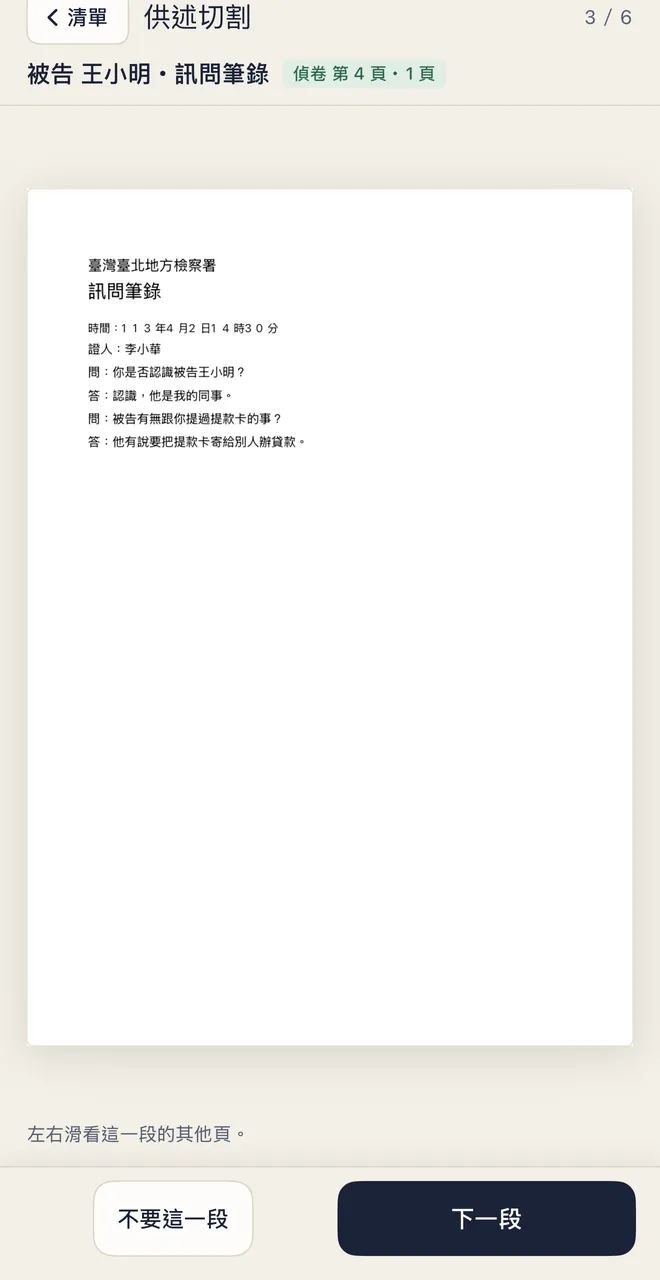 清單
供述切割
3 / 6
被告 王小明・訊問筆錄
偵卷 第 4 頁・1 頁
臺灣臺北地方檢察署
訊問筆錄
時間：1 1 3 年4 月2 日1 4 時3 0 分
證人：李小華
問：你是否認識被告王小明？
答：認識，他是我的同事。
問：被告有無跟你提過提款卡的事？
答：他有說要把提款卡寄給別人辦貸款。
左右滑看這一段的其他頁。
不要這一段
下一段